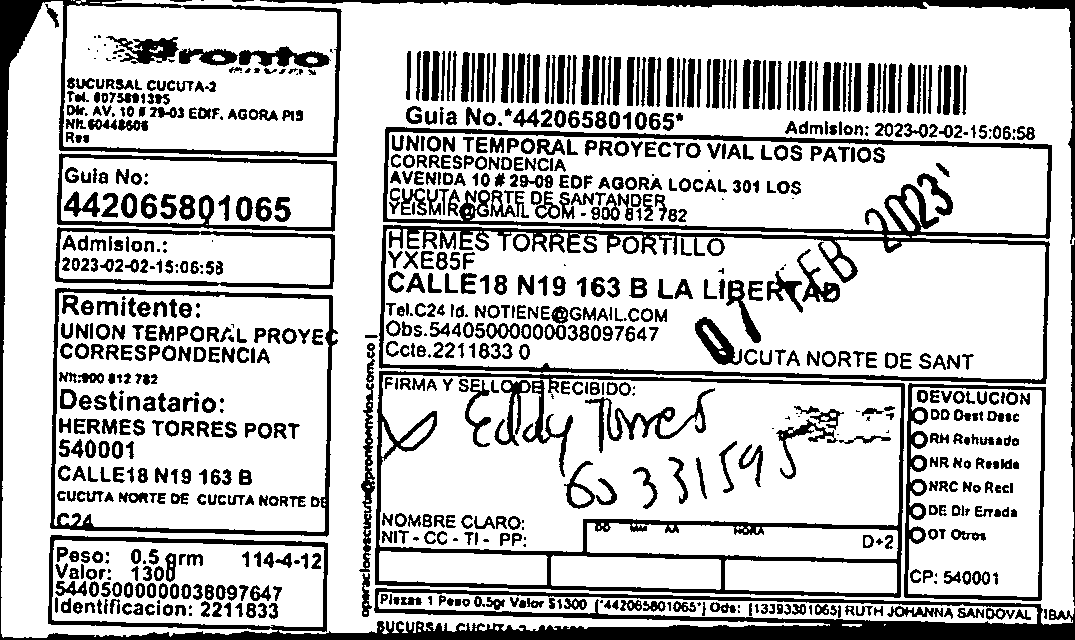 Pronto
SUCURSAL CUCUTA-2
Tel. 6075891395
Dir. AV. 10 # 29-03 EDIF. AGORA PIS
Nit.60448606
Res
Guia No:
442065801065
Admision.:
2023-02-02-15:06:58
Remitente:
UNION TEMPORAL PROYEC
CORRESPONDENCIA
Nit:900 812 782
Destinatario:
HERMES TORRES PORT
540001
CALLE18 N19 163 B
CUCUTA NORTE DE CUCUTA NORTE DE
C24
Peso: 0.5 grm 114-4-12
Valor: 1300
54405000000038097647
Identificacion: 2211833
operacionescucuta@prontoenvios.com.co |
Guia No.*442065801065*
Admision: 2023-02-02-15:06:58
UNION TEMPORAL PROYECTO VIAL LOS PATIOS
CORRESPONDENCIA
AVENIDA 10 # 29-09 EDF AGORA LOCAL 301 LOS
CUCUTA NORTE DE SANTANDER
YEISMIR@GMAIL COM - 900 812 782
HERMES TORRES PORTILLO
YXE85F
CALLE18 N19 163 B LA LIBERTAD
Tel.C24 Id. NOTIENE@GMAIL.COM
Obs.54405000000038097647
Ccte.2211833 0
CUCUTA NORTE DE SANT
07 FEB 2023
FIRMA Y SELLO DE RECIBIDO:
Eddy Torres
60331595
NOMBRE CLARO:
NIT - CC - TI - PP:
DD MM AA HORA
D+2
DEVOLUCION
DD Dest Desc
RH Rehusado
NR No Reside
NRC No Recl
DE Dir Errada
OT Otros
CP: 540001
Piezas 1 Peso 0.5gr Valor $1300 [*442065801065*] Ods: [13393301065] RUTH JOHANNA SANDOVAL TIBAM
SUCURSAL CUCUTA-2